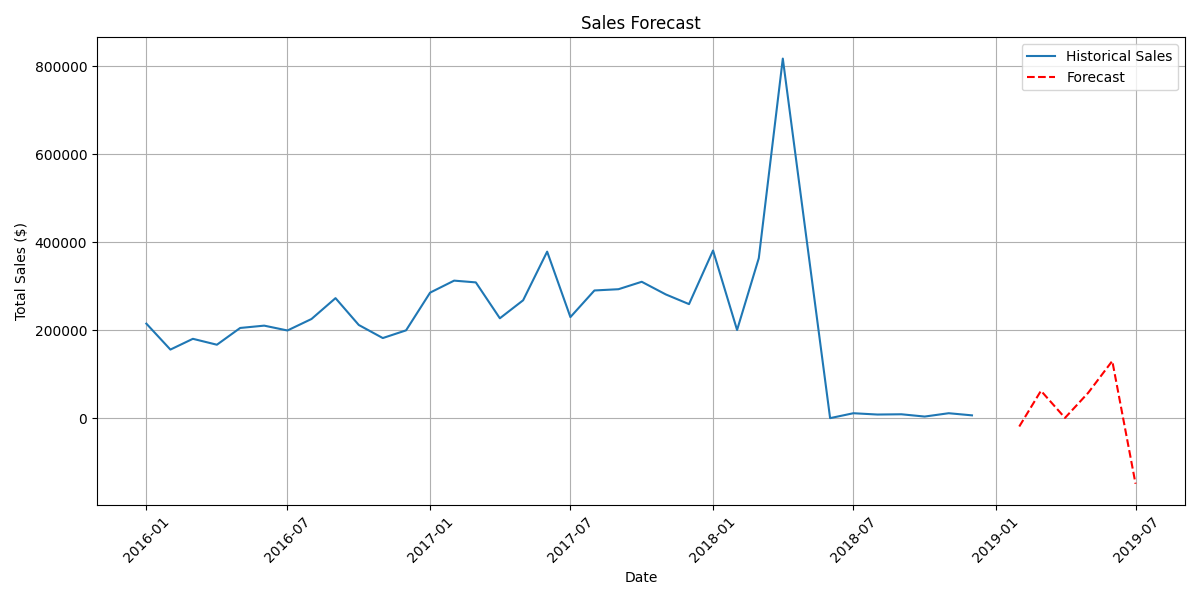 Sales Forecast
Historical Sales
Forecast
Total Sales ($)
800000
600000
400000
200000
0
2016-01
2016-07
2017-01
2017-07
2018-01
2018-07
2019-01
2019-07
Date